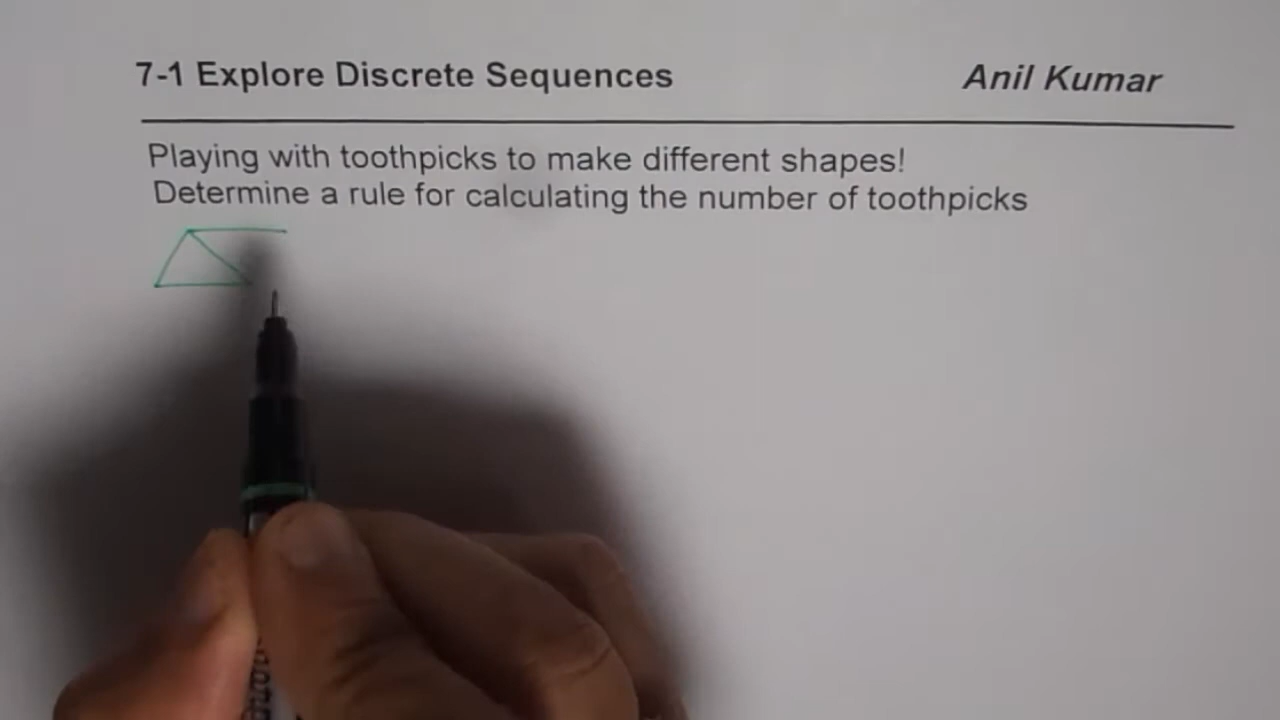 7-1 Explore Discrete Sequences Anil Kumar
Playing with toothpicks to make different shapes!
Determine a rule for calculating the number of toothpicks